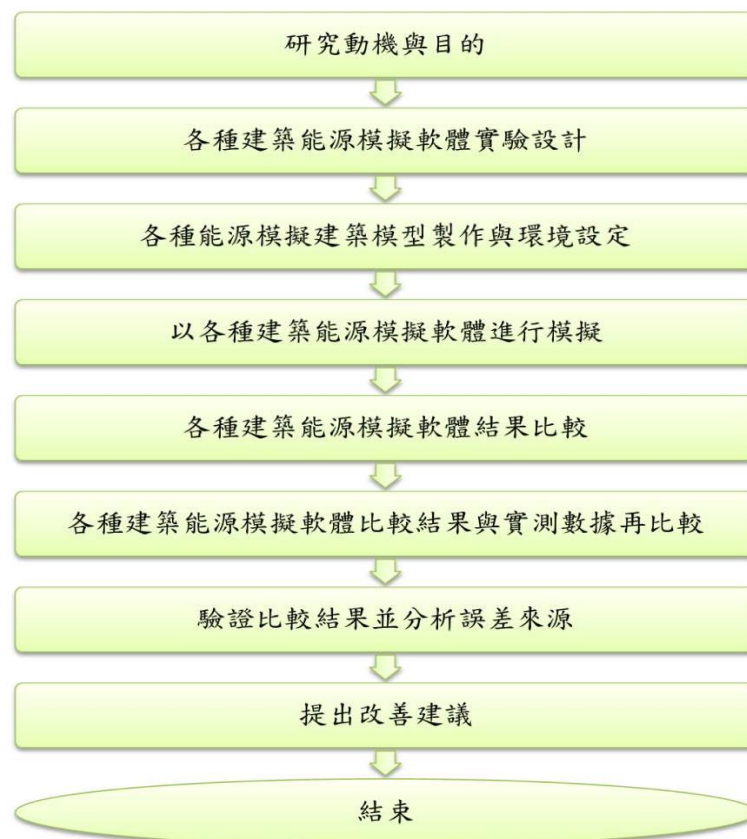 研究動機與目的
各種建築能源模擬軟體實驗設計
各種能源模擬建築模型製作與環境設定
以各種建築能源模擬軟體進行模擬
各種建築能源模擬軟體結果比較
各種建築能源模擬軟體比較結果與實測數據再比較
驗證比較結果並分析誤差來源
提出改善建議
結束